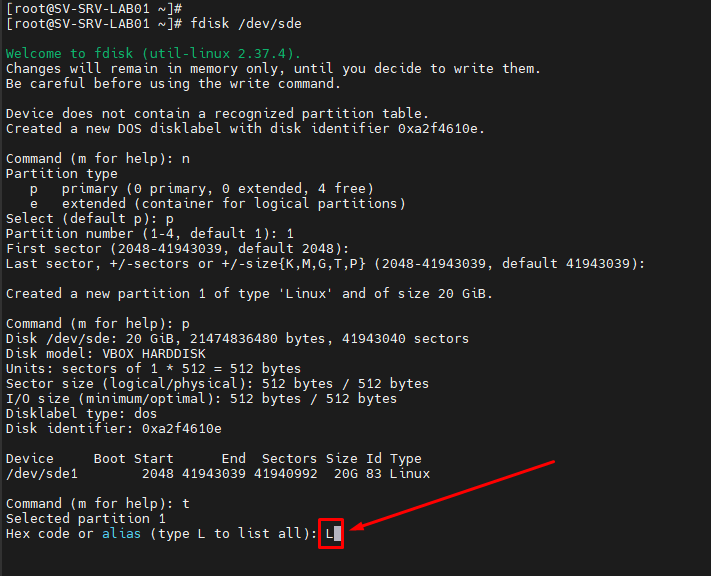 [root@SV-SRV-LAB01 ~]#
[root@SV-SRV-LAB01 ~]# fdisk /dev/sde
Welcome to fdisk (util-linux 2.37.4).
Changes will remain in memory only, until you decide to write them.
Be careful before using the write command.
Device does not contain a recognized partition table.
Created a new DOS disklabel with disk identifier 0xa2f4610e.
Command (m for help): n
Partition type
   p   primary (0 primary, 0 extended, 4 free)
   e   extended (container for logical partitions)
Select (default p): p
Partition number (1-4, default 1): 1
First sector (2048-41943039, default 2048):
Last sector, +/-sectors or +/-size{K,M,G,T,P} (2048-41943039, default 41943039):
Created a new partition 1 of type 'Linux' and of size 20 GiB.
Command (m for help): p
Disk /dev/sde: 20 GiB, 21474836480 bytes, 41943040 sectors
Disk model: VBOX HARDDISK
Units: sectors of 1 * 512 = 512 bytes
Sector size (logical/physical): 512 bytes / 512 bytes
I/O size (minimum/optimal): 512 bytes / 512 bytes
Disklabel type: dos
Disk identifier: 0xa2f4610e
Device     Boot Start      End  Sectors Size Id Type
/dev/sde1        2048 41943039 41940992  20G 83 Linux
Command (m for help): t
Selected partition 1
Hex code or alias (type L to list all): L